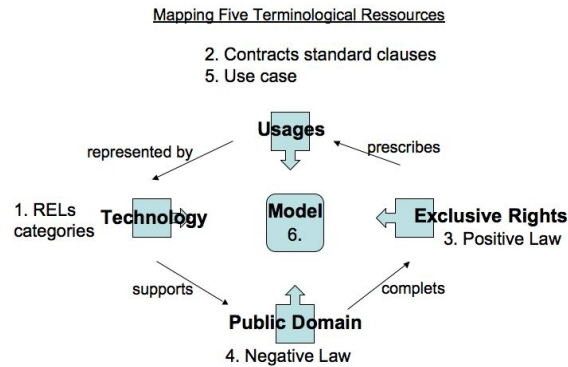 Mapping Five Terminological Ressources
2. Contracts standard clauses
5. Use case
Usages
represented by
prescribes
1. RELs
categories
Technology
Model
6.
Exclusive Rights
3. Positive Law
supports
complets
Public Domain
4. Negative Law